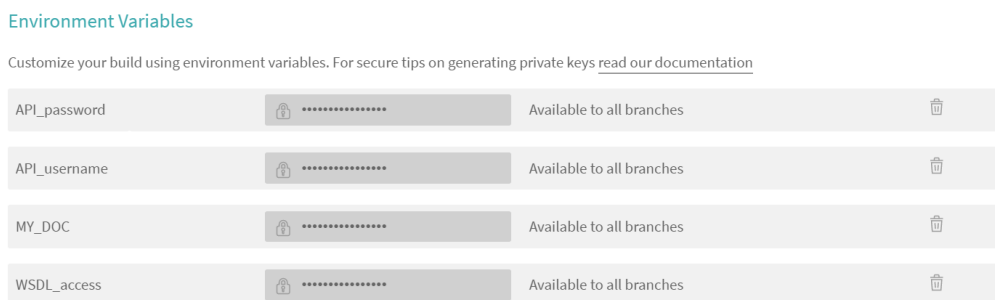 Environment Variables
Customize your build using environment variables. For secure tips on generating private keys read our documentation
API_password •••••••••••••••• Available to all branches
API_username •••••••••••••••• Available to all branches
MY_DOC •••••••••••••••• Available to all branches
WSDL_access •••••••••••••••• Available to all branches